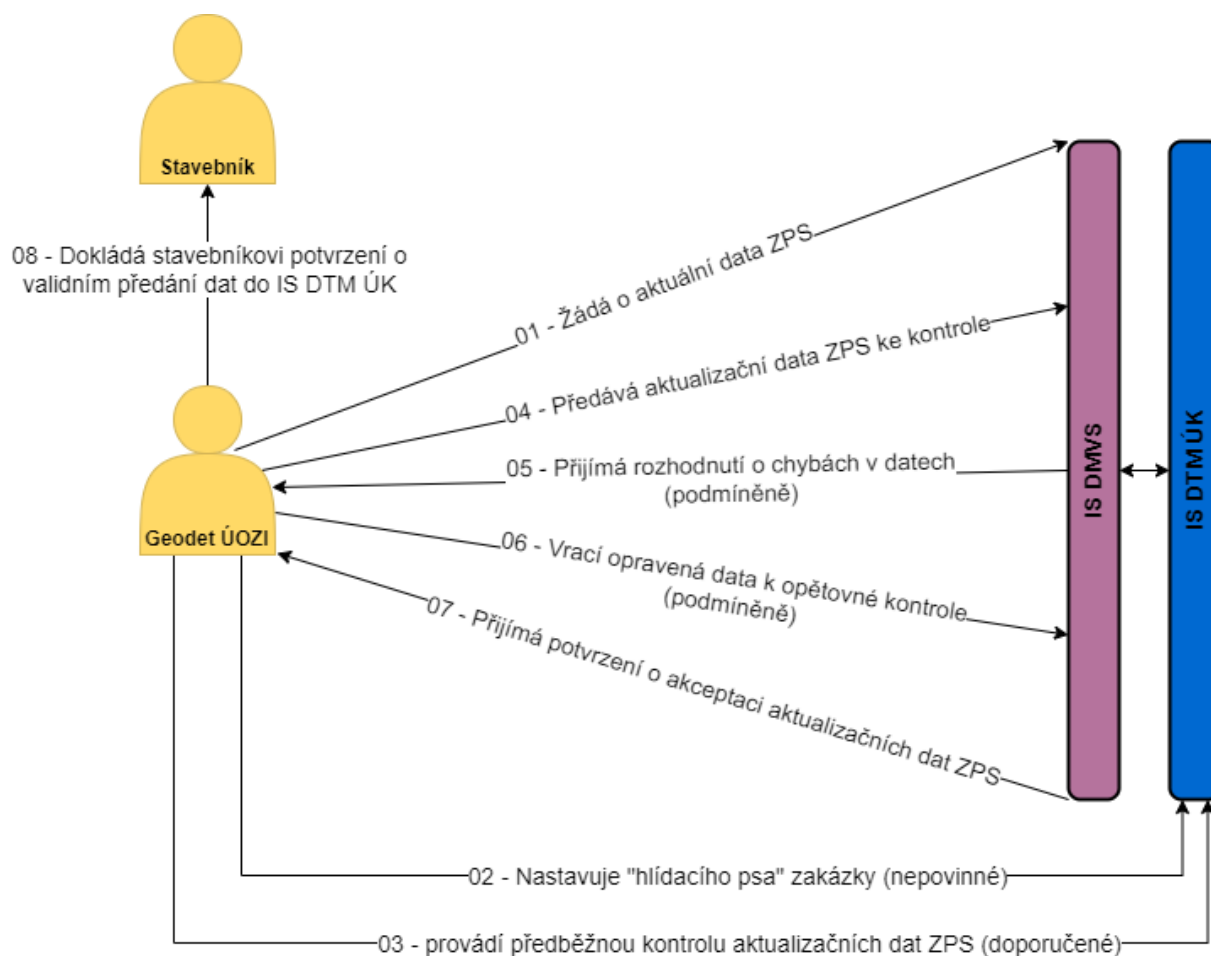 Stavebník
08 - Dokládá stavebníkovi potvrzení o
validním předání dat do IS DTM ÚK
01 - Žádá o aktuální data ZPS
04 - Předává aktualizační data ZPS ke kontrole
05 - Přijímá rozhodnutí o chybách v datech
(podmíněně)
Geodet ÚOZI
06 - Vrací opravená data k opětovné kontrole
(podmíněně)
07 - Přijímá potvrzení o akceptaci aktualizačních dat ZPS
IS DMVS
IS DTMÚK
02 - Nastavuje "hlídacího psa" zakázky (nepovinné)
03 - provádí předběžnou kontrolu aktualizačních dat ZPS (doporučené)